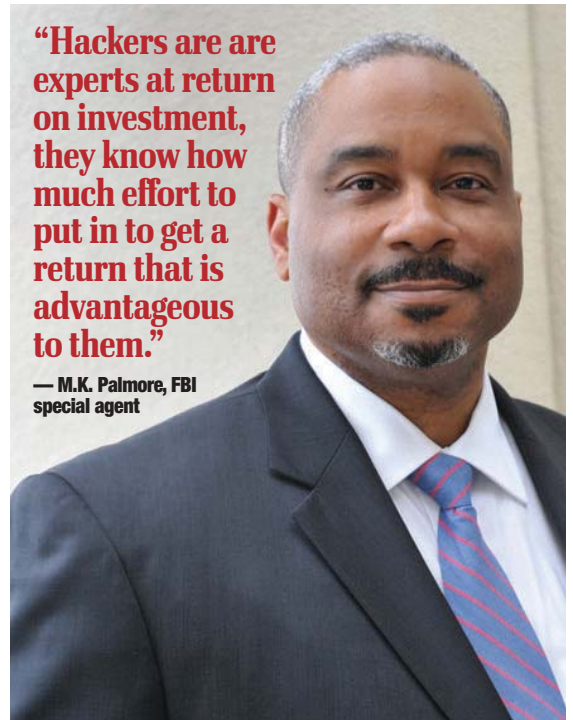 “Hackers are are
experts at return
on investment,
they know how
much effort to
put in to get a
return that is
advantageous
to them.”
— M.K. Palmore, FBI
special agent